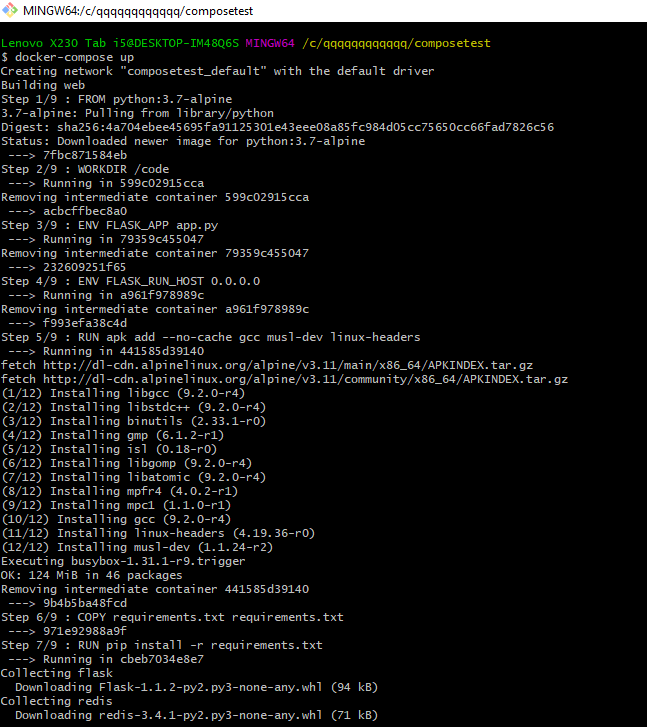 MINGW64:/c/qqqqqqqqqqqq/composetest
Lenovo X230 Tab i5@DESKTOP-IM48Q6S MINGW64 /c/qqqqqqqqqqqq/composetest
$ docker-compose up
Creating network "composetest_default" with the default driver
Building web
Step 1/9 : FROM python:3.7-alpine
3.7-alpine: Pulling from library/python
Digest: sha256:4a704ebee45695fa91125301e43eee08a85fc984d05cc75650cc66fad7826c56
Status: Downloaded newer image for python:3.7-alpine
 ---> 7fbc871584eb
Step 2/9 : WORKDIR /code
 ---> Running in 599c02915cca
Removing intermediate container 599c02915cca
 ---> acbcffbec8a0
Step 3/9 : ENV FLASK_APP app.py
 ---> Running in 79359c455047
Removing intermediate container 79359c455047
 ---> 232609251f65
Step 4/9 : ENV FLASK_RUN_HOST 0.0.0.0
 ---> Running in a961f978989c
Removing intermediate container a961f978989c
 ---> f993efa38c4d
Step 5/9 : RUN apk add --no-cache gcc musl-dev linux-headers
 ---> Running in 441585d39140
fetch http://dl-cdn.alpinelinux.org/alpine/v3.11/main/x86_64/APKINDEX.tar.gz
fetch http://dl-cdn.alpinelinux.org/alpine/v3.11/community/x86_64/APKINDEX.tar.gz
(1/12) Installing libgcc (9.2.0-r4)
(2/12) Installing libstdc++ (9.2.0-r4)
(3/12) Installing binutils (2.33.1-r0)
(4/12) Installing gmp (6.1.2-r1)
(5/12) Installing isl (0.18-r0)
(6/12) Installing libgomp (9.2.0-r4)
(7/12) Installing libatomic (9.2.0-r4)
(8/12) Installing mpfr4 (4.0.2-r1)
(9/12) Installing mpc1 (1.1.0-r1)
(10/12) Installing gcc (9.2.0-r4)
(11/12) Installing linux-headers (4.19.36-r0)
(12/12) Installing musl-dev (1.1.24-r2)
Executing busybox-1.31.1-r9.trigger
OK: 124 MiB in 46 packages
Removing intermediate container 441585d39140
 ---> 9b4b5ba48fcd
Step 6/9 : COPY requirements.txt requirements.txt
 ---> 971e92988a9f
Step 7/9 : RUN pip install -r requirements.txt
 ---> Running in cbeb7034e8e7
Collecting flask
  Downloading Flask-1.1.2-py2.py3-none-any.whl (94 kB)
Collecting redis
  Downloading redis-3.4.1-py2.py3-none-any.whl (71 kB)